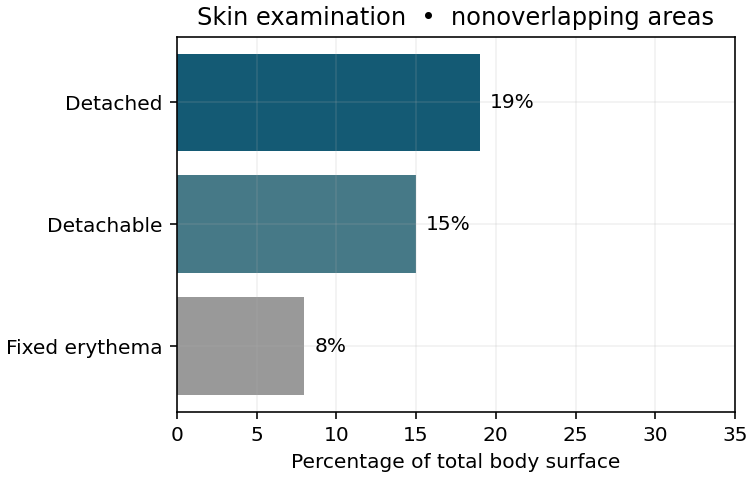 Skin examination • nonoverlapping areas
Detached
19%
Detachable
15%
Fixed erythema
8%
0 5 10 15 20 25 30 35
Percentage of total body surface